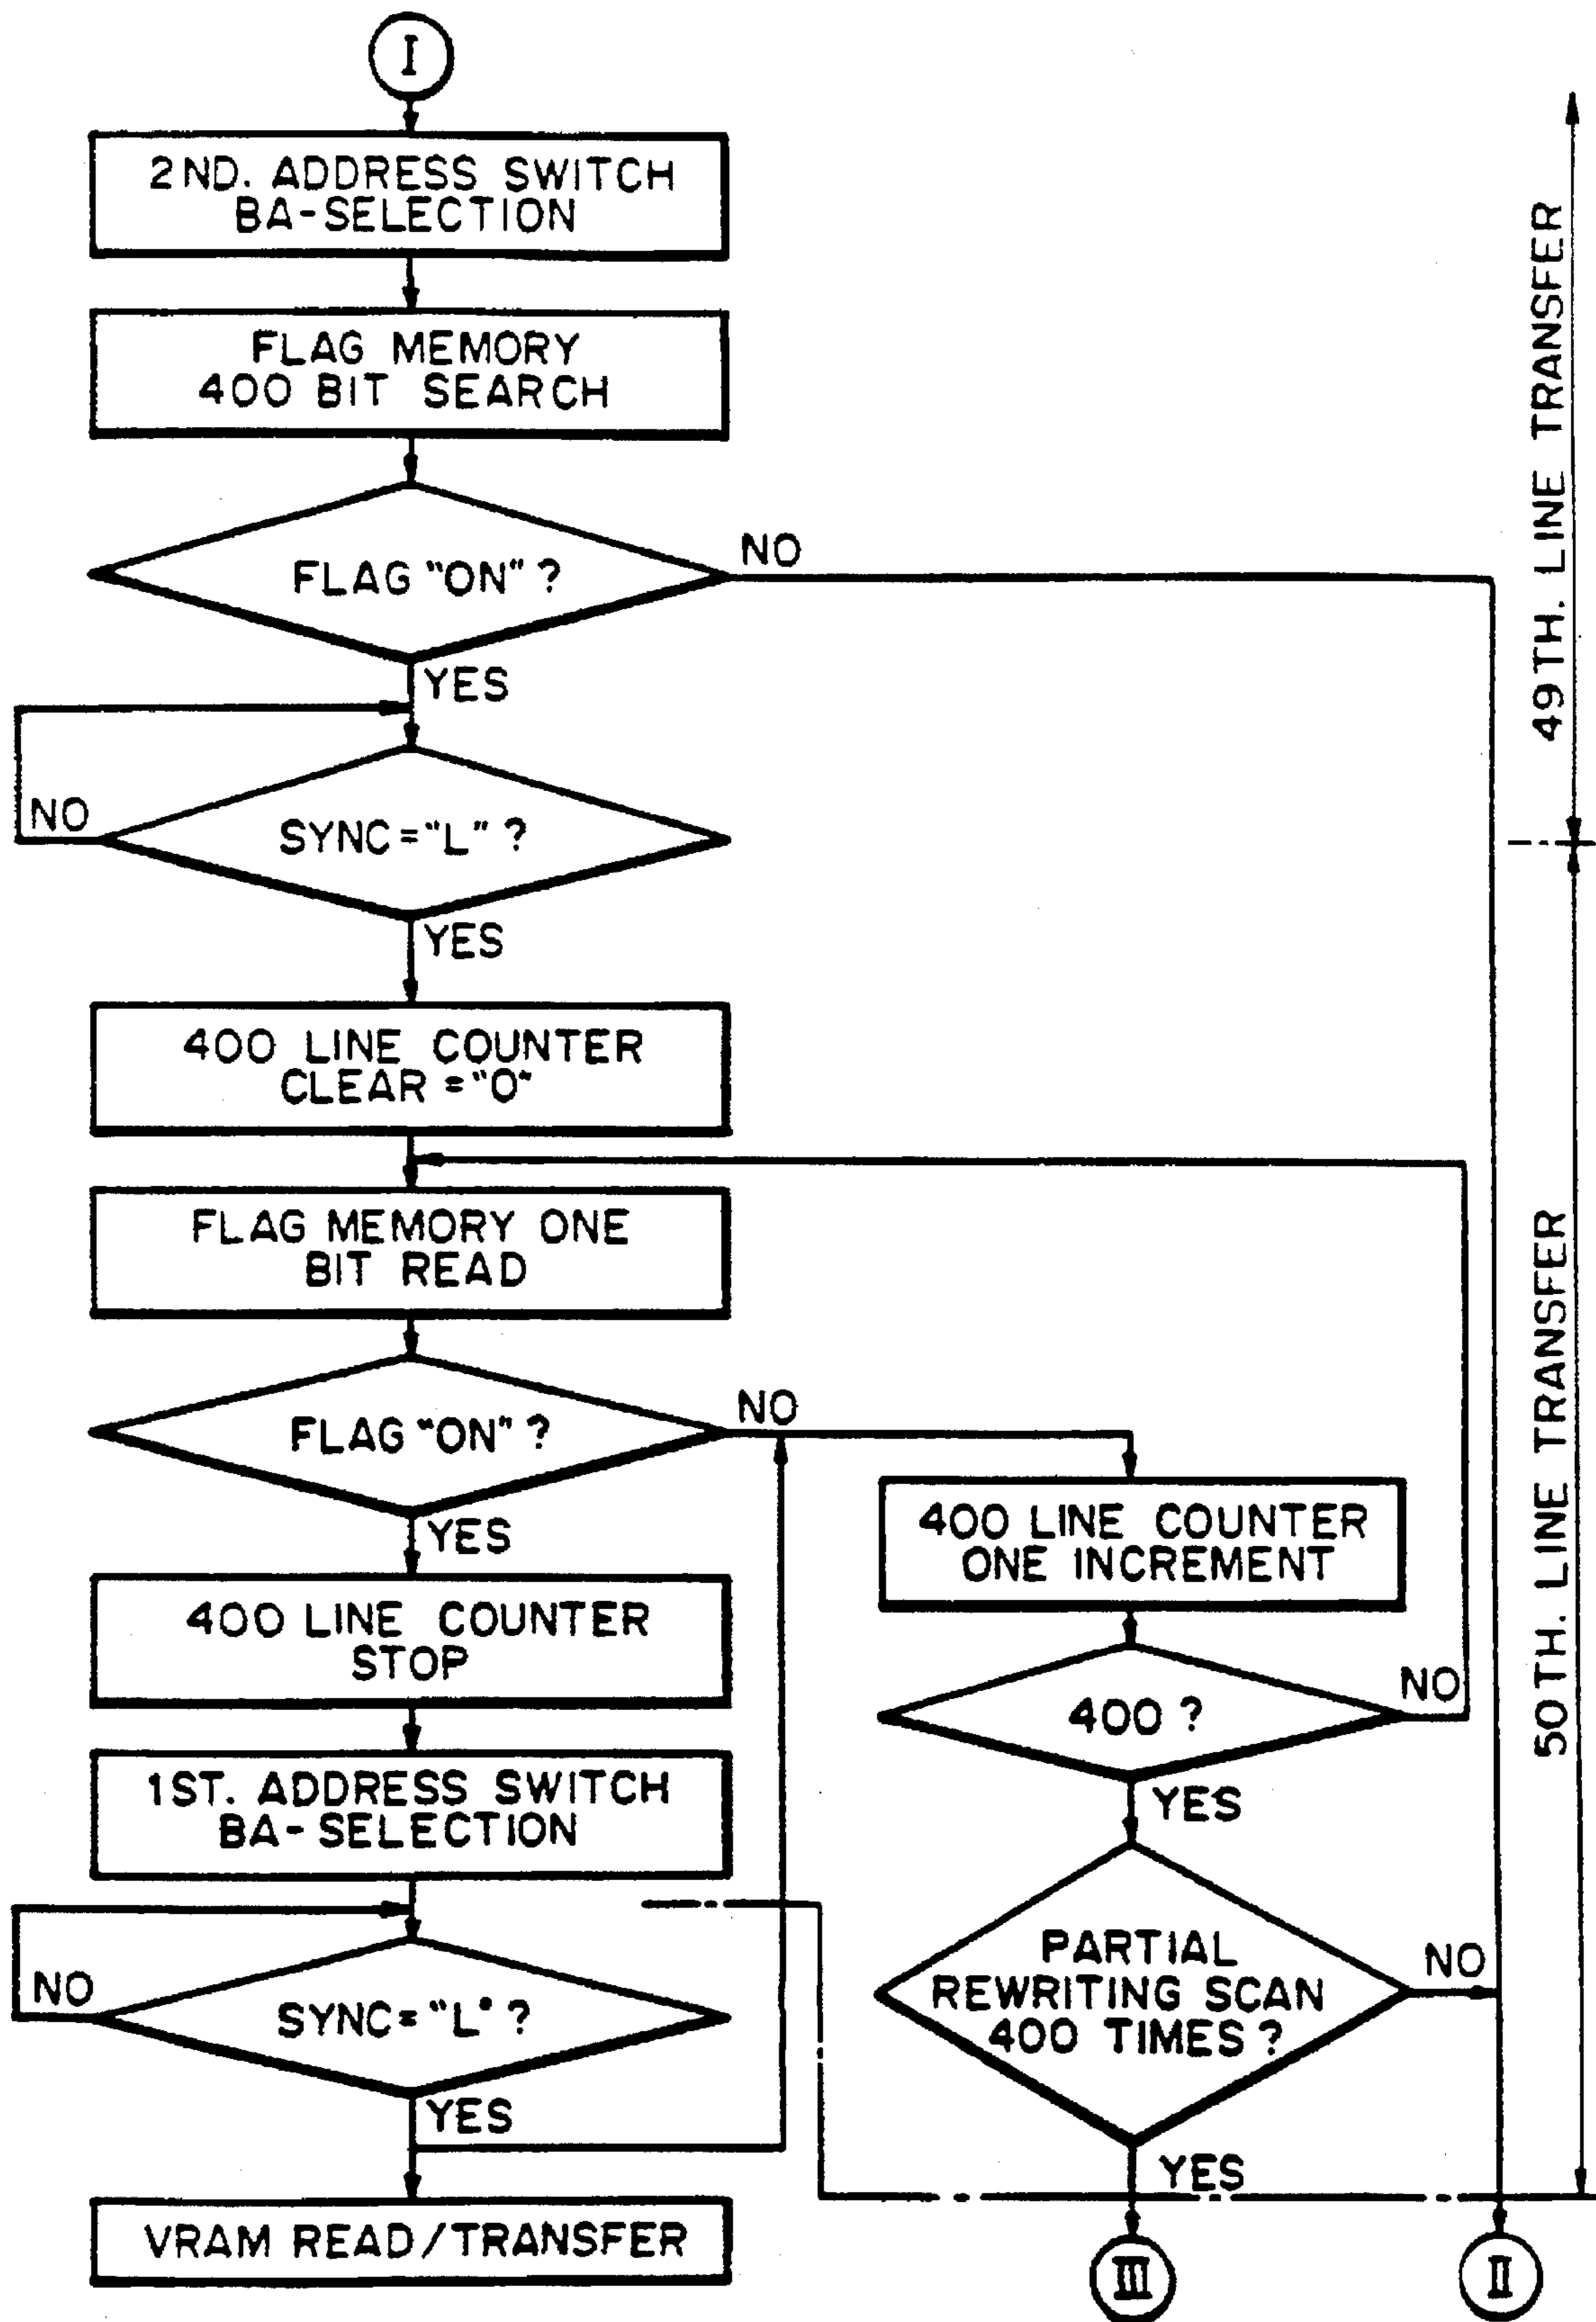 I
2ND. ADDRESS SWITCH
BA-SELECTION
FLAG MEMORY
400 BIT SEARCH
FLAG "ON" ?
NO
YES
SYNC="L" ?
NO
YES
400 LINE COUNTER
CLEAR ="0"
FLAG MEMORY ONE
BIT READ
FLAG "ON" ?
NO
YES
400 LINE COUNTER
STOP
1ST. ADDRESS SWITCH
BA-SELECTION
SYNC="L" ?
NO
YES
VRAM READ/TRANSFER
400 LINE COUNTER
ONE INCREMENT
400 ?
NO
YES
PARTIAL
REWRITING SCAN
400 TIMES ?
NO
YES
III
II
49TH. LINE TRANSFER
50TH. LINE TRANSFER